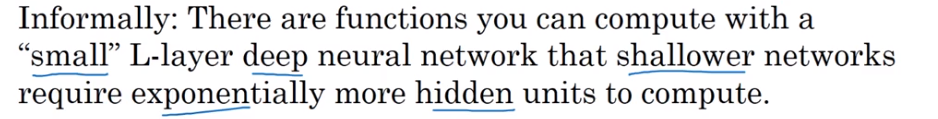 Informally: There are functions you can compute with a
“small” L-layer deep neural network that shallower networks
require exponentially more hidden units to compute.